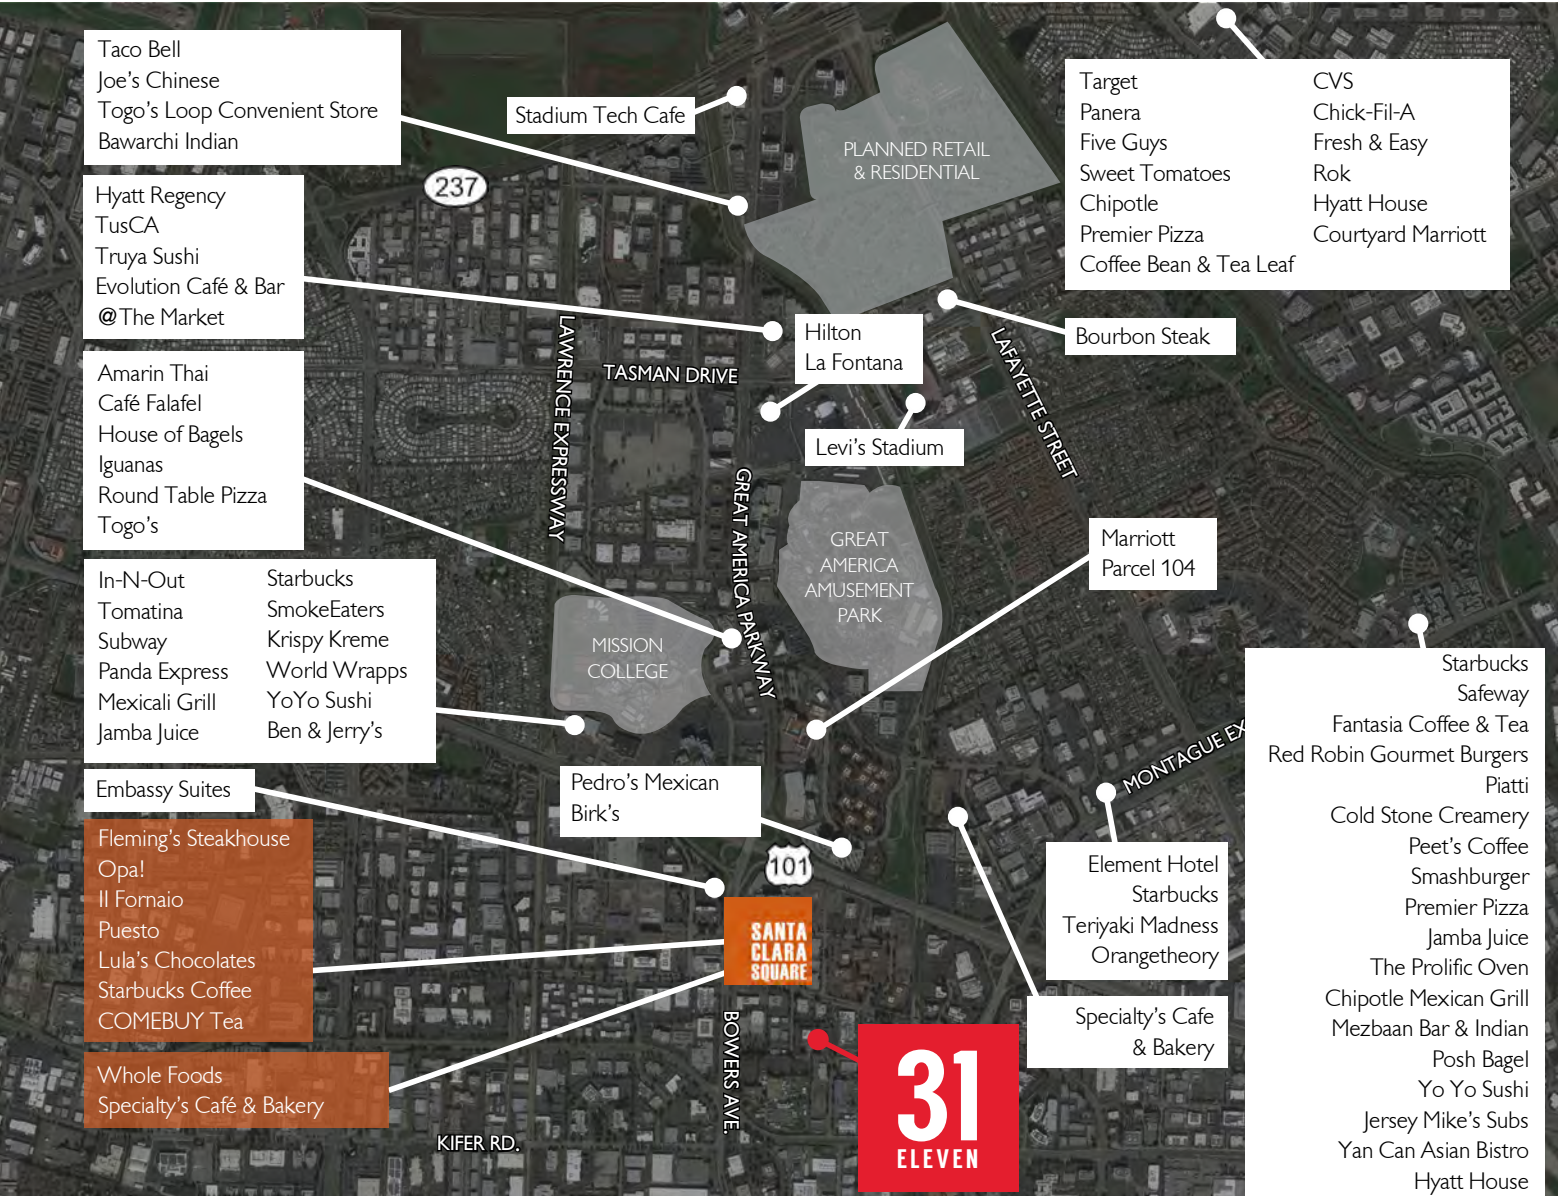 Taco Bell
Joe's Chinese
Togo's Loop Convenient Store
Bawarchi Indian
Stadium Tech Cafe
237
PLANNED RETAIL
& RESIDENTIAL
Target
Panera
Five Guys
Sweet Tomatoes
Chipotle
Premier Pizza
Coffee Bean & Tea Leaf
CVS
Chick-Fil-A
Fresh & Easy
Rok
Hyatt House
Courtyard Marriott
Hyatt Regency
TusCA
Truya Sushi
Evolution Café & Bar
@The Market
Hilton
La Fontana
Bourbon Steak
LAWRENCE EXPRESSWAY
TASMAN DRIVE
LAFAYETTE STREET
Levi's Stadium
Amarin Thai
Café Falafel
House of Bagels
Iguanas
Round Table Pizza
Togo's
GREAT AMERICA PARKWAY
GREAT
AMERICA
AMUSEMENT
PARK
Marriott
Parcel 104
In-N-Out
Tomatina
Subway
Panda Express
Mexicali Grill
Jamba Juice
Starbucks
SmokeEaters
Krispy Kreme
World Wrapps
YoYo Sushi
Ben & Jerry's
MISSION
COLLEGE
MONTAGUE EX
Starbucks
Safeway
Fantasia Coffee & Tea
Red Robin Gourmet Burgers
Piatti
Cold Stone Creamery
Peet's Coffee
Smashburger
Premier Pizza
Jamba Juice
The Prolific Oven
Chipotle Mexican Grill
Mezbaan Bar & Indian
Posh Bagel
Yo Yo Sushi
Jersey Mike's Subs
Yan Can Asian Bistro
Hyatt House
Embassy Suites
Pedro's Mexican
Birk's
101
Fleming's Steakhouse
Opa!
Il Fornaio
Puesto
Lula's Chocolates
Starbucks Coffee
COMEBUY Tea
SANTA
CLARA
SQUARE
Element Hotel
Starbucks
Teriyaki Madness
Orangetheory
Specialty's Cafe
& Bakery
Whole Foods
Specialty's Café & Bakery
BOWERS AVE.
KIFER RD.
31
ELEVEN